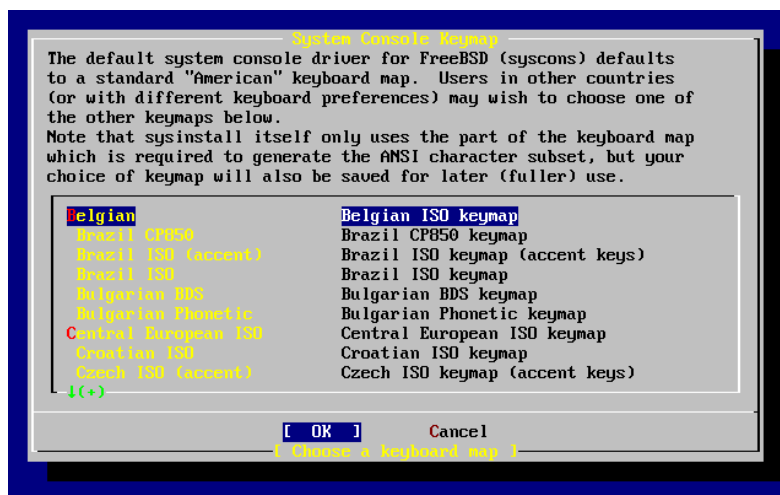 System Console Keymap
The default system console driver for FreeBSD (syscons) defaults
to a standard "American" keyboard map.  Users in other countries
(or with different keyboard preferences) may wish to choose one of
the other keymaps below.
Note that sysinstall itself only uses the part of the keyboard map
which is required to generate the ANSI character subset, but your
choice of keymap will also be saved for later (fuller) use.
Belgian Belgian ISO keymap
Brazil CP850 Brazil CP850 keymap
Brazil ISO (accent) Brazil ISO keymap (accent keys)
Brazil ISO Brazil ISO keymap
Bulgarian BDS Bulgarian BDS keymap
Bulgarian Phonetic Bulgarian Phonetic keymap
Central European ISO Central European ISO keymap
Croatian ISO Croatian ISO keymap
Czech ISO (accent) Czech ISO keymap (accent keys)
↓(+)
[ OK ] Cancel
[ Choose a keyboard map ]